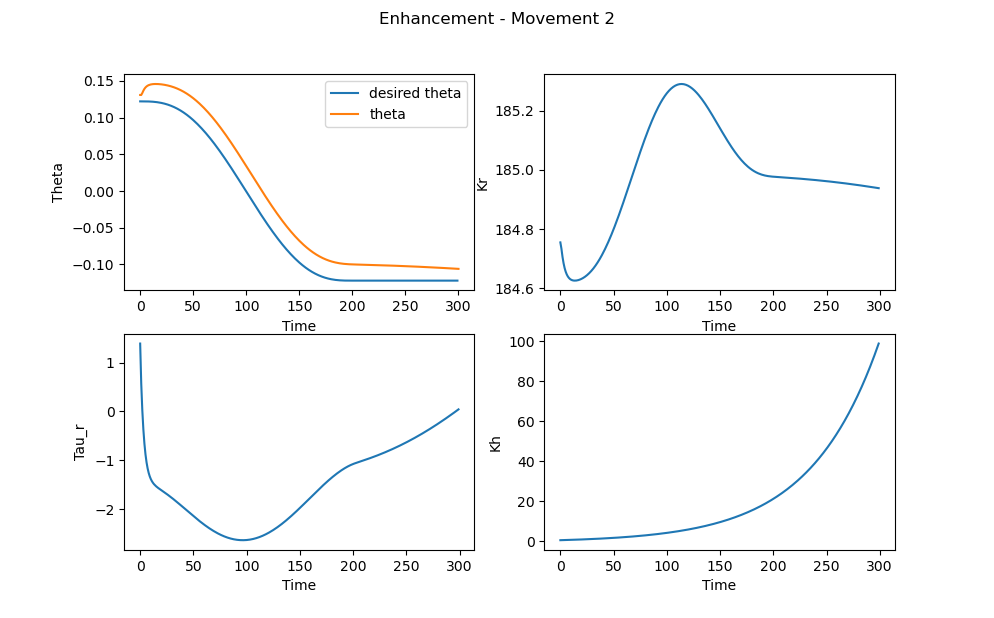 Enhancement - Movement 2
0.15
0.10
0.05
0.00
−0.05
−0.10
Theta
desired theta
theta
0 50 100 150 200 250 300
Time
185.2
185.0
184.8
184.6
Kr
0 50 100 150 200 250 300
Time
1
0
−1
−2
Tau_r
0 50 100 150 200 250 300
Time
100
80
60
40
20
0
Kh
0 50 100 150 200 250 300
Time